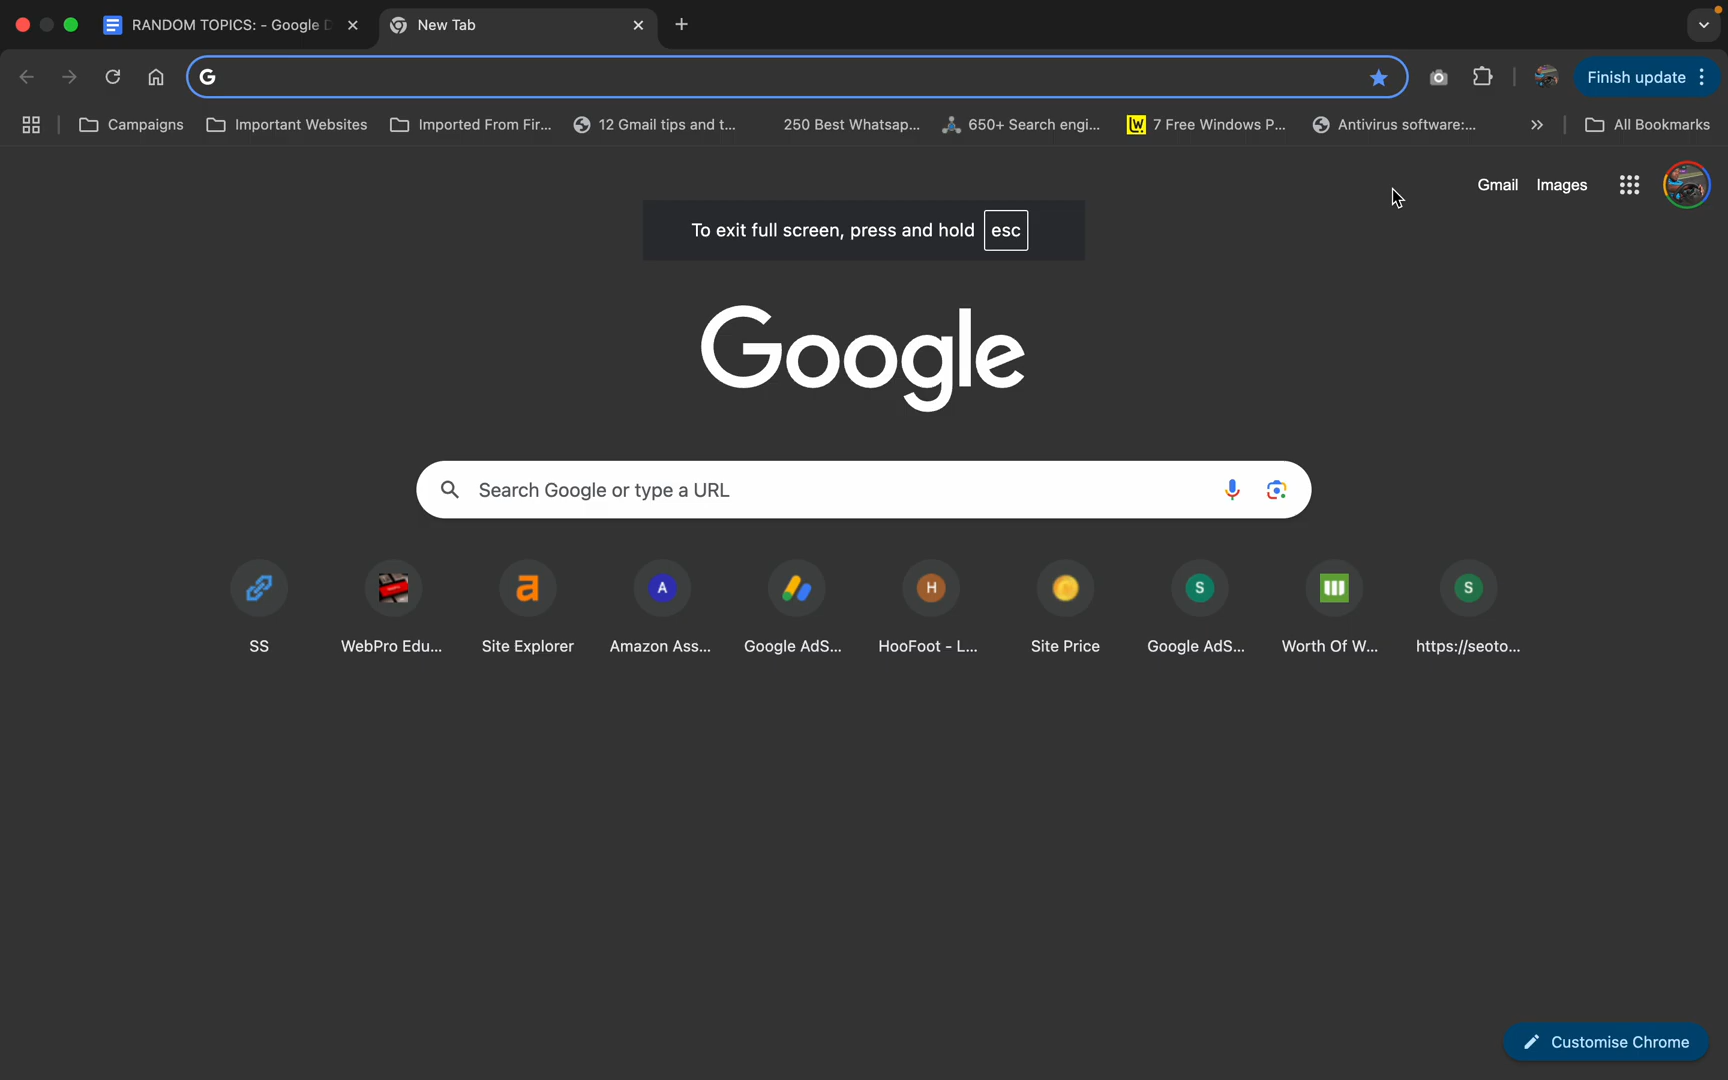 RANDOM TOPICS: - Google D
New Tab
Finish update
Campaigns
Important Websites
Imported From Fir...
12 Gmail tips and t...
250 Best Whatsap...
650+ Search engi...
7 Free Windows P...
Antivirus software:...
All Bookmarks
Gmail Images
To exit full screen, press and hold esc
Google
Search Google or type a URL
A
H
S
S
SS
WebPro Edu...
Site Explorer
Amazon Ass...
Google AdS...
HooFoot - L...
Site Price
Google AdS...
Worth Of W...
https://seoto...
Customise Chrome